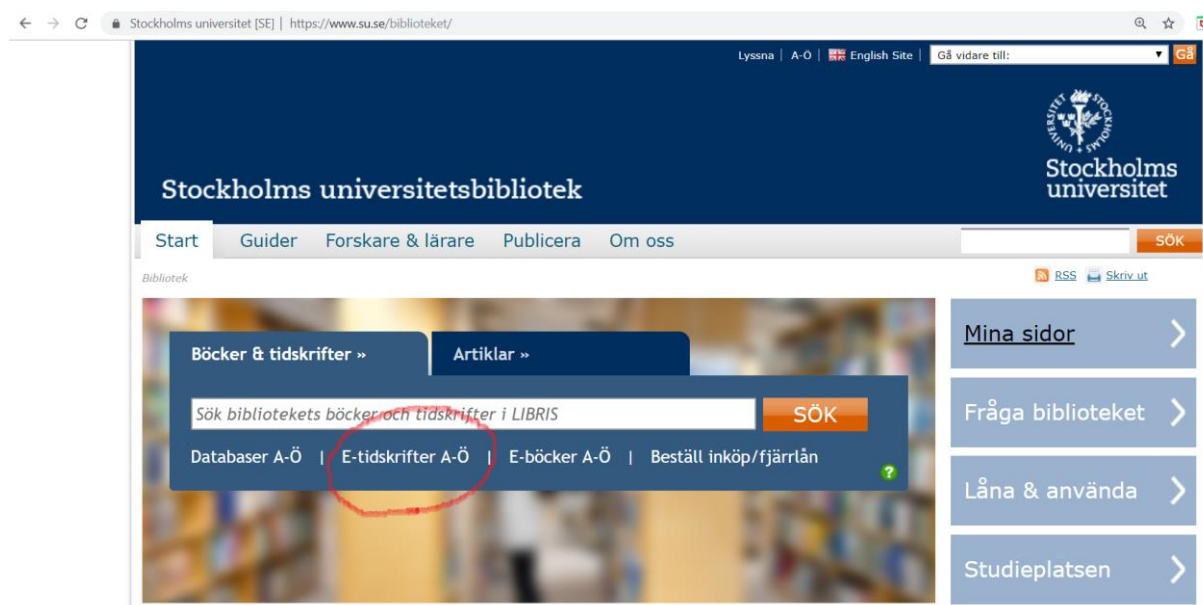 Stockholms universitet [SE] | https://www.su.se/biblioteket/
Lyssna | A-Ö | English Site | Gå vidare till: Gå
STOCKHOLMS UNIVERSITET
Stockholms
universitet
Stockholms universitetsbibliotek
Start Guider Forskare & lärare Publicera Om oss SÖK
Bibliotek RSS Skriv ut
Böcker & tidskrifter » Artiklar »
Mina sidor
Sök bibliotekets böcker och tidskrifter i LIBRIS SÖK
Fråga biblioteket
Databaser A-Ö | E-tidskrifter A-Ö | E-böcker A-Ö | Beställ inköp/fjärrlån
?
Låna & använda
Studieplatsen